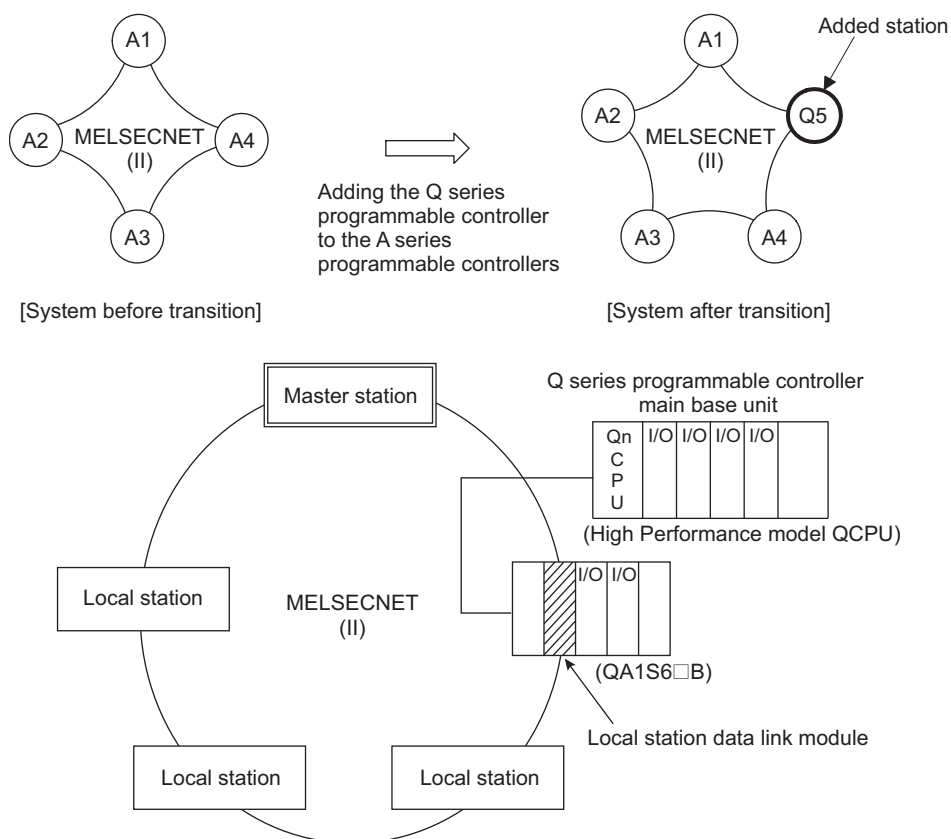 A1
A2
MELSECNET
(II)
A4
A3
[System before transition]
Adding the Q series
programmable controller
to the A series
programmable controllers
Added station
A1
A2
MELSECNET
(II)
Q5
A3
A4
[System after transition]
Master station
Local station
MELSECNET
(II)
Local station
Local station
Q series programmable controller
main base unit
Qn
C
P
U
I/O I/O I/O I/O
(High Performance model QCPU)
I/O I/O
(QA1S6□B)
Local station data link module